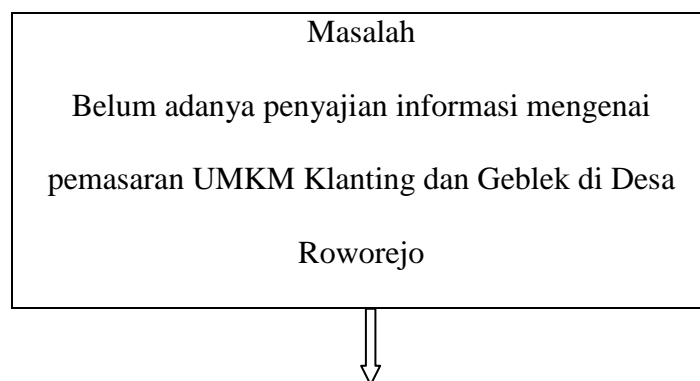 Masalah
Belum adanya penyajian informasi mengenai
pemasaran UMKM Klanting dan Geblek di Desa
Roworejo